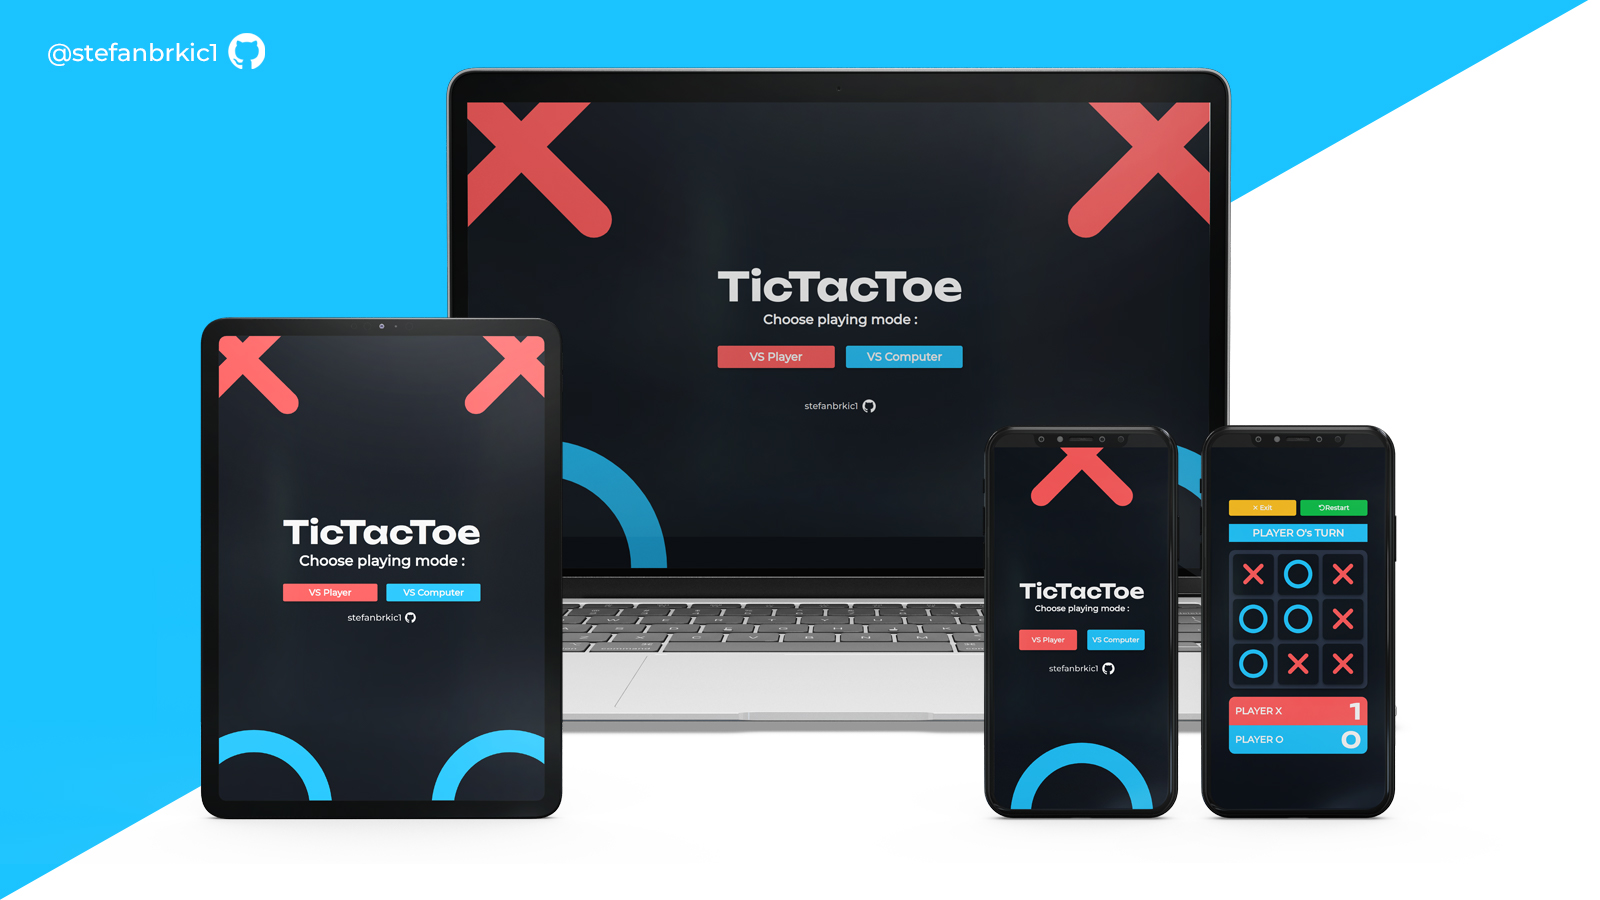 @stefanbrkic1
TicTacToe
Choose playing mode :
VS Player VS Computer
stefanbrkic1
TicTacToe
Choose playing mode :
VS Player VS Computer
stefanbrkic1
TicTacToe
Choose playing mode :
VS Player VS Computer
stefanbrkic1
× Exit Restart
PLAYER O's TURN
X O X
O O X
O X X
PLAYER X 1
PLAYER O 0